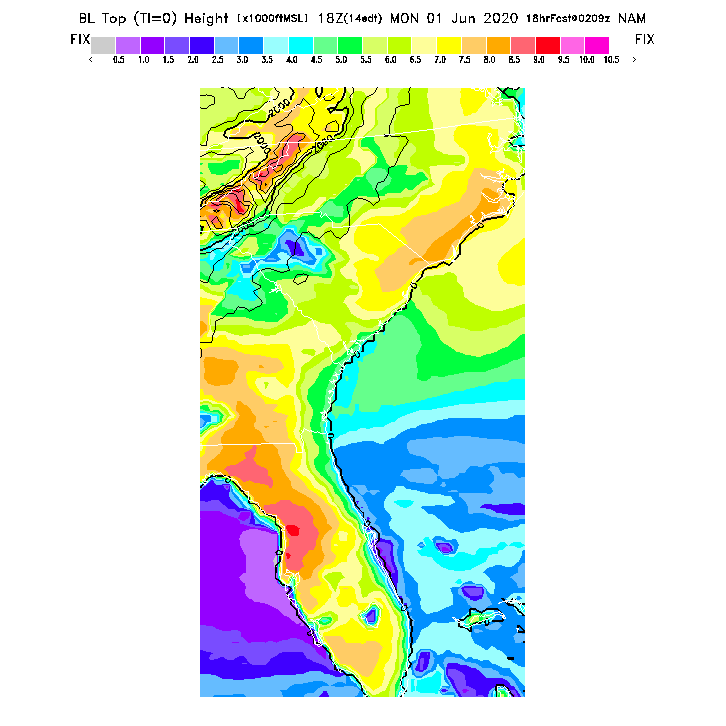 BL Top (TI=0) Height [x1000ftMSL] 18Z(14edt) MON 01 Jun 2020 18hrFcst@0209z NAM
FIX FIX
< 0.5 1.0 1.5 2.0 2.5 3.0 3.5 4.0 4.5 5.0 5.5 6.0 6.5 7.0 7.5 8.0 8.5 9.0 9.5 10.0 10.5 >
2000
2000
2000